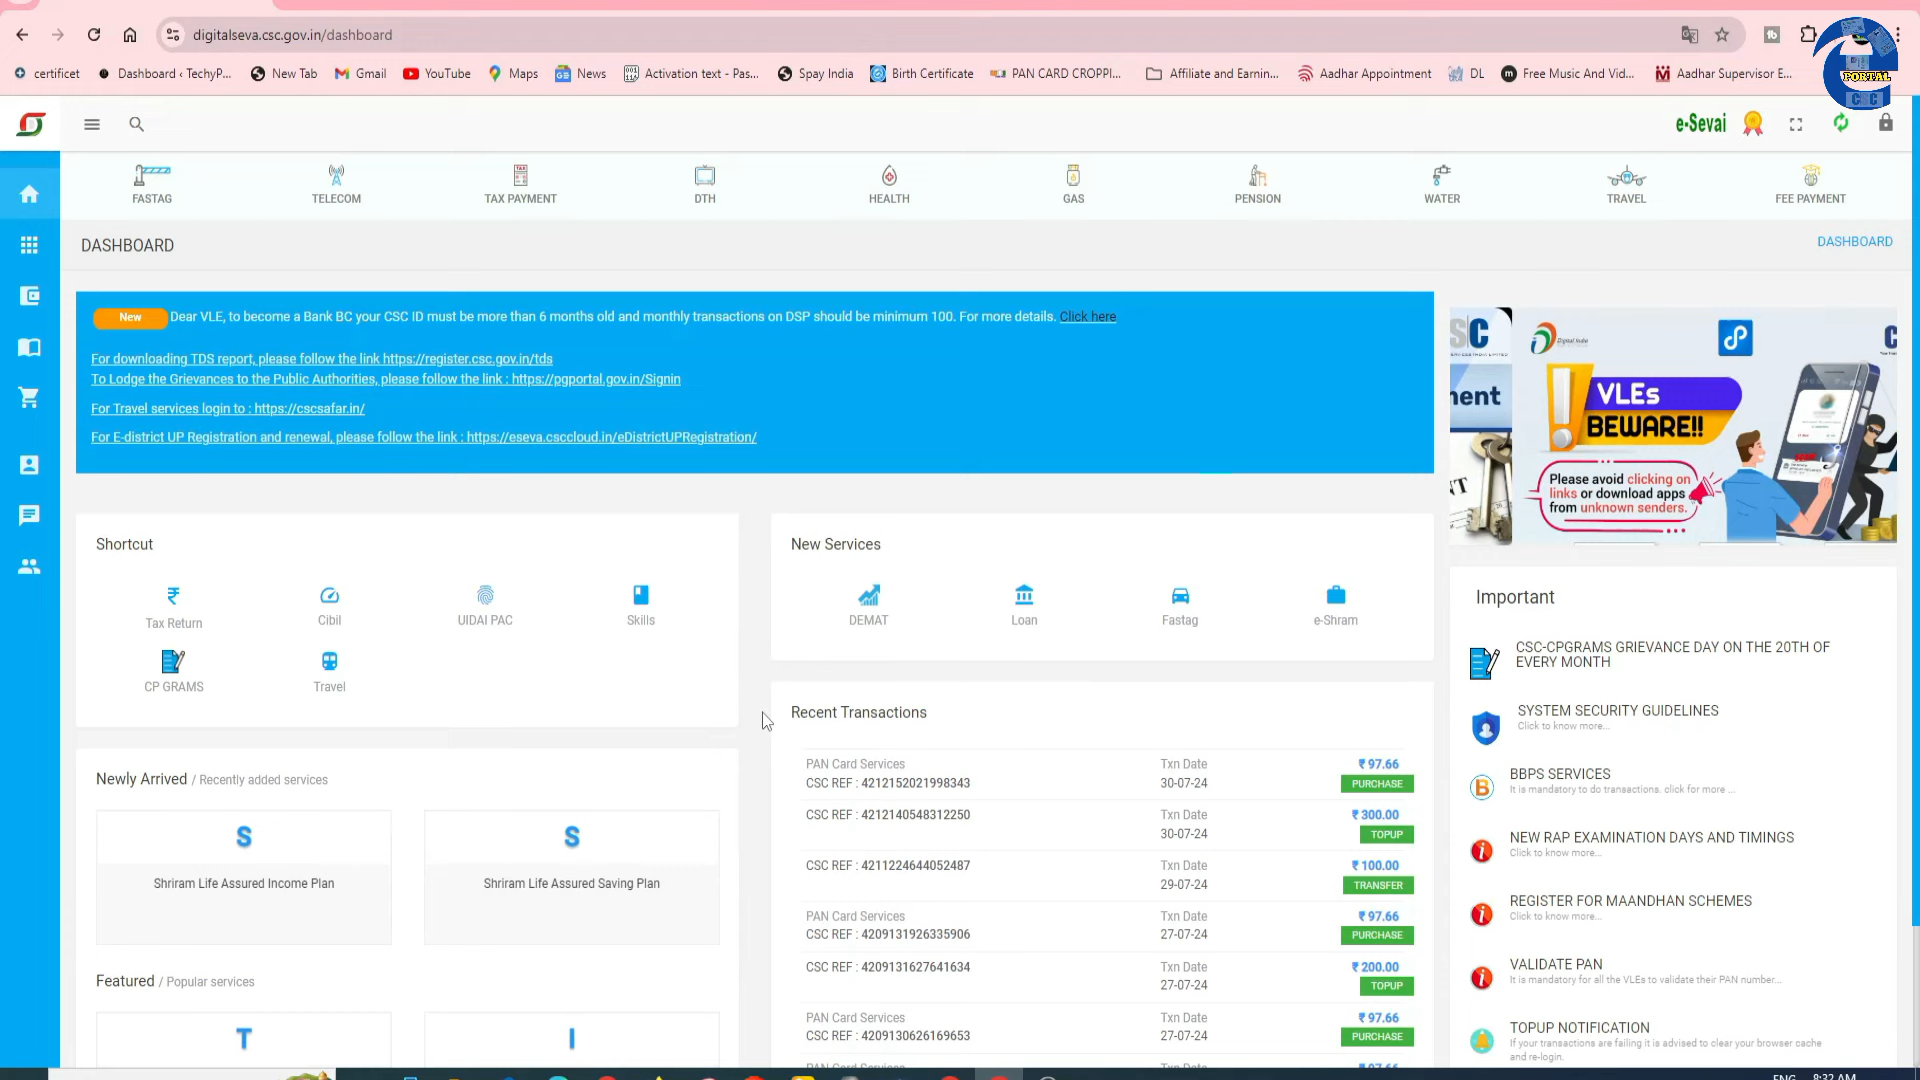 digitalseva.csc.gov.in/dashboard
certificet
Dashboard ‹ TechyP...
New Tab
Gmail
YouTube
Maps
News
Activation text - Pas...
Spay India
Birth Certificate
PAN CARD CROPPI...
Affiliate and Earnin...
Aadhar Appointment
DL
Free Music And Vid...
Aadhar Supervisor E...
PORTAL
CSC
e-Sevai
FASTAG
TELECOM
TAX PAYMENT
DTH
HEALTH
GAS
PENSION
WATER
TRAVEL
FEE PAYMENT
DASHBOARD
DASHBOARD
New Dear VLE, to become a Bank BC your CSC ID must be more than 6 months old and monthly transactions on DSP should be minimum 100. For more details. Click here
For downloading TDS report, please follow the link https://register.csc.gov.in/tds
To Lodge the Grievances to the Public Authorities, please follow the link : https://pgportal.gov.in/Signin
For Travel services login to : https://cscsafar.in/
For E-district UP Registration and renewal, please follow the link : https://eseva.csccloud.in/eDistrictUPRegistration/
Digital India
VLEs
BEWARE!!
Please avoid clicking on
links or download apps
from unknown senders.
Shortcut
Tax Return
Cibil
UIDAI PAC
Skills
CP GRAMS
Travel
New Services
DEMAT
Loan
Fastag
e-Shram
Newly Arrived / Recently added services
S
Shriram Life Assured Income Plan
S
Shriram Life Assured Saving Plan
Featured / Popular services
T
I
Recent Transactions
PAN Card Services Txn Date ₹ 97.66
CSC REF : 4212152021998343 30-07-24 PURCHASE
CSC REF : 4212140548312250 Txn Date ₹ 300.00
30-07-24 TOPUP
CSC REF : 4211224644052487 Txn Date ₹ 100.00
29-07-24 TRANSFER
PAN Card Services Txn Date ₹ 97.66
CSC REF : 4209131926335906 27-07-24 PURCHASE
CSC REF : 4209131627641634 Txn Date ₹ 200.00
27-07-24 TOPUP
PAN Card Services Txn Date ₹ 97.66
CSC REF : 4209130626169653 27-07-24 PURCHASE
Important
CSC-CPGRAMS GRIEVANCE DAY ON THE 20TH OF
EVERY MONTH
SYSTEM SECURITY GUIDELINES
Click to know more...
BBPS SERVICES
It is mandatory to do transactions. click for more ...
NEW RAP EXAMINATION DAYS AND TIMINGS
Click to know more...
REGISTER FOR MAANDHAN SCHEMES
Click to know more...
VALIDATE PAN
It is mandatory for all the VLEs to validate their PAN number...
TOPUP NOTIFICATION
If your transactions are failing it is advised to clear your browser cache
and re-login.
ENG 8:32 AM